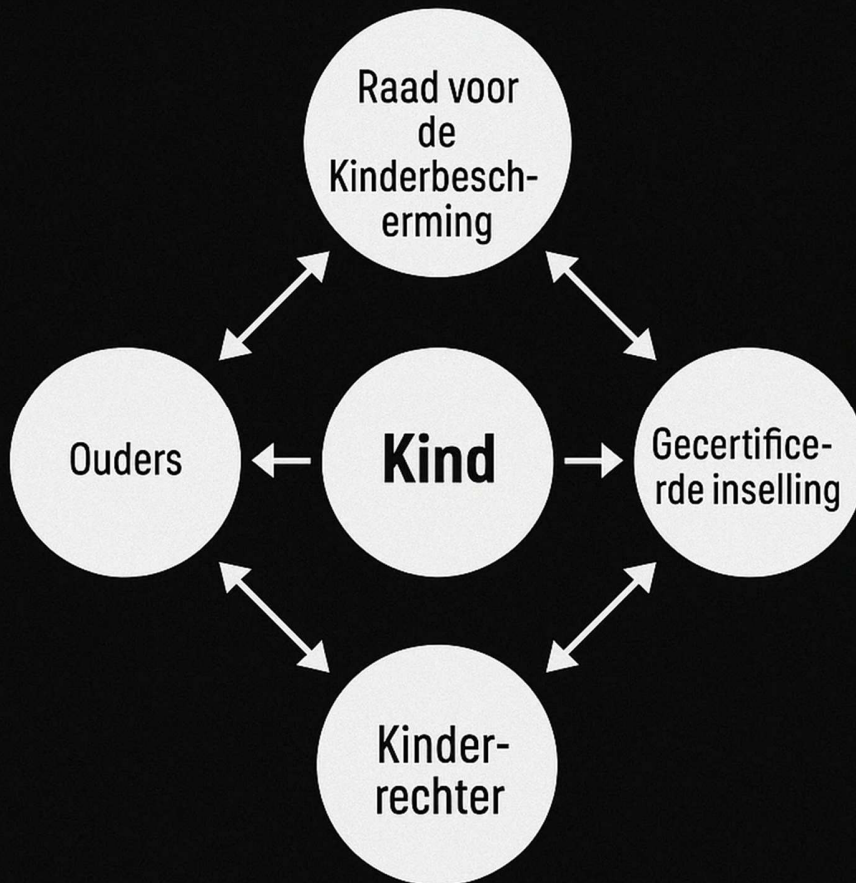 Raad voor
de
Kinderbesch-
erming
Ouders
Kind
Gecertifice-
rde inselling
Kinder-
rechter